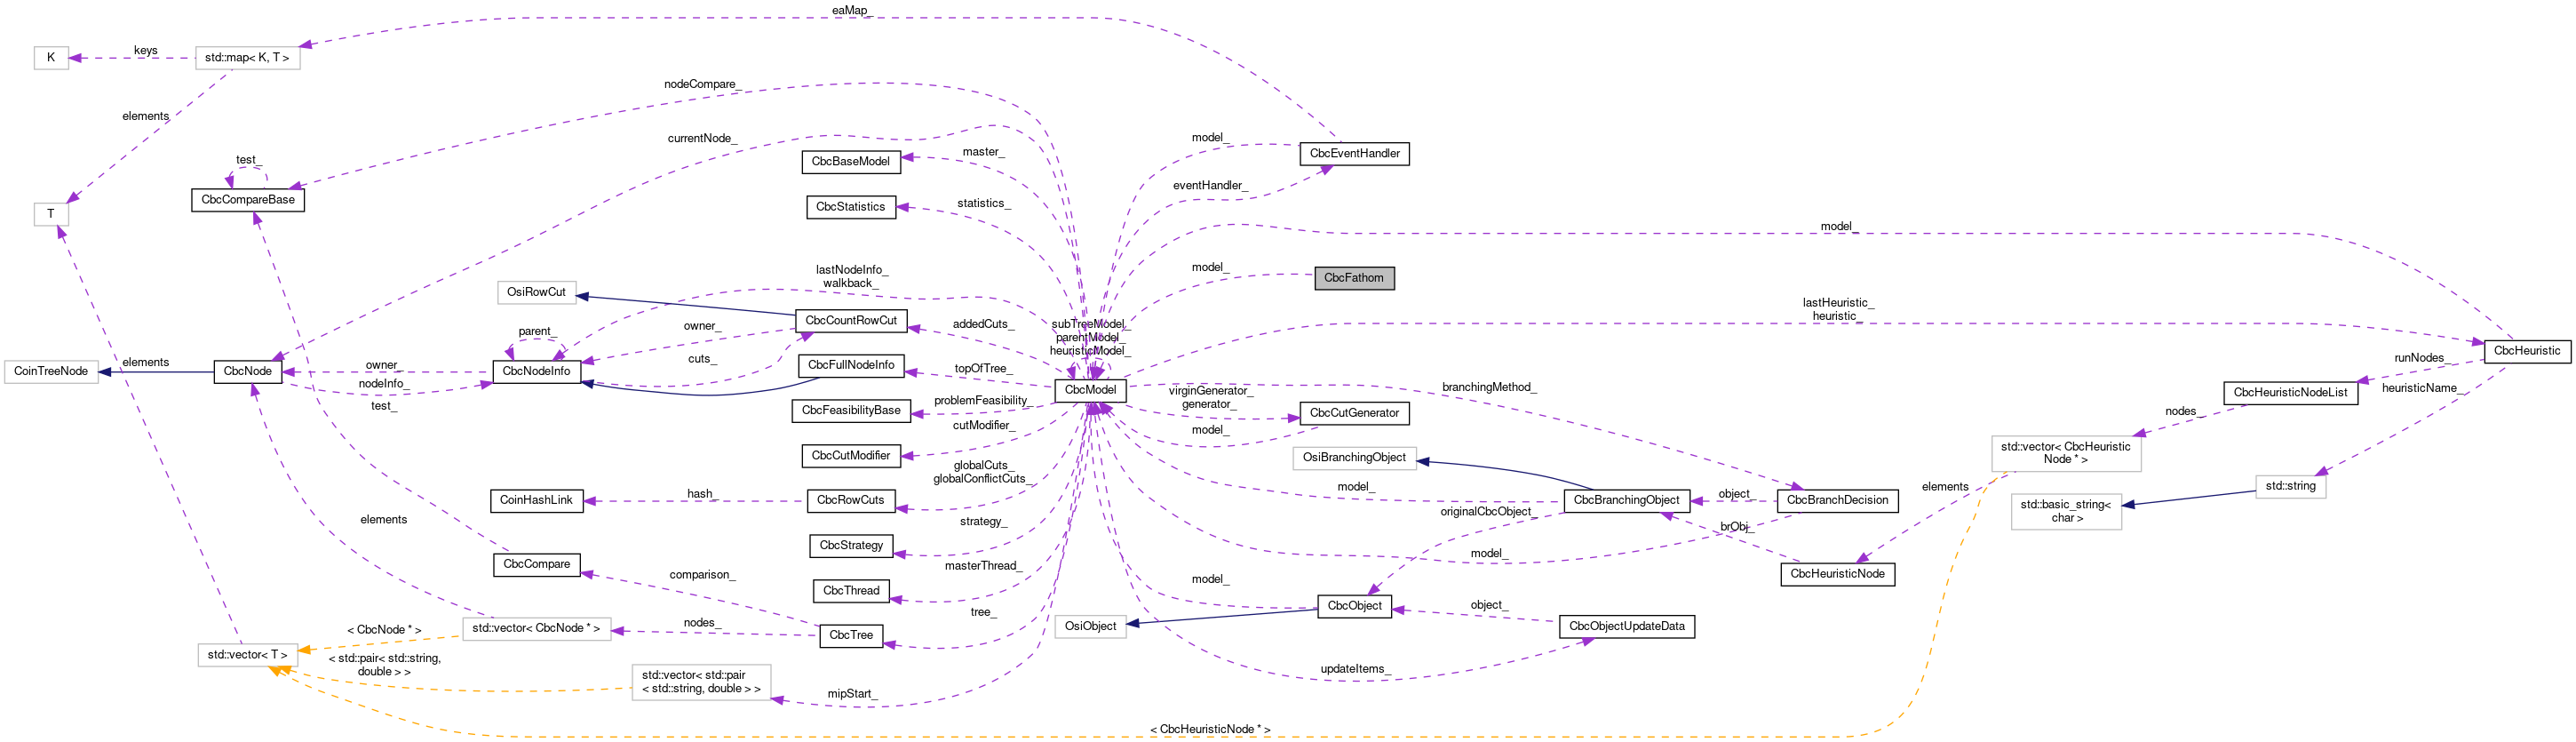 eaMap_
K
keys
std::map< K, T >
nodeCompare_
elements
currentNode_
master_
model_
CbcEventHandler
CbcBaseModel
test_
eventHandler_
CbcCompareBase
CbcStatistics
statistics_
T
model_
lastNodeInfo_
walkback_
model_
CbcFathom
OsiRowCut
lastHeuristic_
heuristic_
CbcCountRowCut
owner_
addedCuts_
subTreeModel_
parentModel_
heuristicModel_
parent_
cuts_
CbcHeuristic
runNodes_
CoinTreeNode
elements
CbcNode
owner_
nodeInfo_
CbcNodeInfo
CbcFullNodeInfo
topOfTree_
CbcModel
branchingMethod_
virginGenerator_
generator_
heuristicName_
CbcHeuristicNodeList
test_
CbcFeasibilityBase
problemFeasibility_
CbcCutGenerator
nodes_
cutModifier_
model_
CbcCutModifier
OsiBranchingObject
std::vector< CbcHeuristic
Node * >
globalCuts_
globalConflictCuts_
model_
elements
std::string
CoinHashLink
hash_
CbcRowCuts
CbcBranchingObject
object_
CbcBranchDecision
std::basic_string<
char >
originalCbcObject_
elements
strategy_
brObj_
CbcStrategy
model_
CbcCompare
masterThread_
CbcHeuristicNode
comparison_
model_
CbcThread
tree_
CbcObject
object_
< CbcNode * >
std::vector< CbcNode * >
nodes_
CbcTree
OsiObject
CbcObjectUpdateData
std::vector< T >
< std::pair< std::string,
double > >
updateItems_
std::vector< std::pair
< std::string, double > >
mipStart_
< CbcHeuristicNode * >